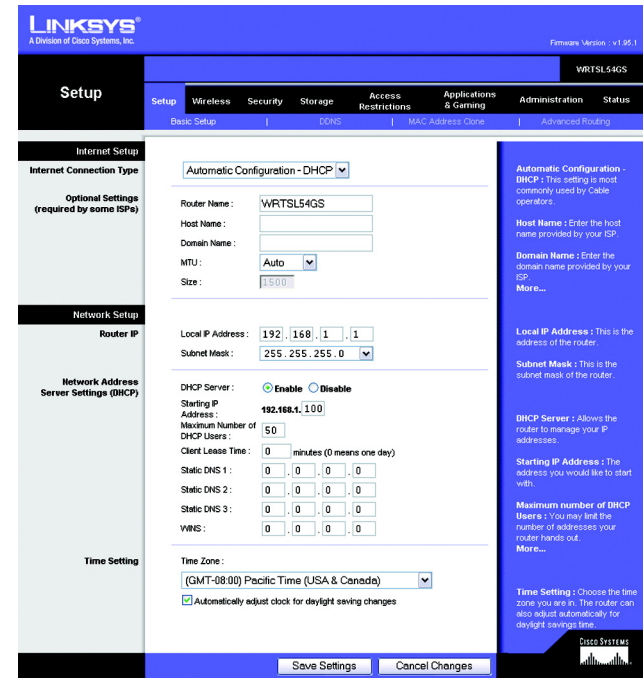 LINKSYS®
A Division of Cisco Systems, Inc.
Firmware Version : v1.95.1
WRTSL54GS
Setup
Setup Wireless Security Storage Access Restrictions Applications & Gaming Administration Status
Basic Setup | DDNS | MAC Address Clone | Advanced Routing
Internet Setup
Internet Connection Type
Automatic Configuration - DHCP
Optional Settings
(required by some ISPs)
Router Name : WRTSL54GS
Host Name :
Domain Name :
MTU : Auto
Size : 1500
Automatic Configuration -
DHCP : This setting is most
commonly used by Cable
operators.
Host Name : Enter the host
name provided by your ISP.
Domain Name : Enter the
domain name provided by your
ISP.
More...
Network Setup
Router IP
Local IP Address : 192 . 168 . 1 . 1
Subnet Mask : 255.255.255.0
Local IP Address : This is the
address of the router.
Subnet Mask : This is the
subnet mask of the router.
Network Address
Server Settings (DHCP)
DHCP Server : Enable Disable
Starting IP
Address : 192.168.1. 100
Maximum Number of
DHCP Users : 50
Client Lease Time : 0 minutes (0 means one day)
Static DNS 1 : 0 . 0 . 0 . 0
Static DNS 2 : 0 . 0 . 0 . 0
Static DNS 3 : 0 . 0 . 0 . 0
WINS : 0 . 0 . 0 . 0
DHCP Server : Allows the
router to manage your IP
addresses.
Starting IP Address : The
address you would like to start
with.
Maximum number of DHCP
Users : You may limit the
number of addresses your
router hands out.
More...
Time Setting
Time Zone :
(GMT-08:00) Pacific Time (USA & Canada)
Automatically adjust clock for daylight saving changes
Time Setting : Choose the time
zone you are in. The router can
also adjust automatically for
daylight savings time.
CISCO SYSTEMS
Save Settings Cancel Changes